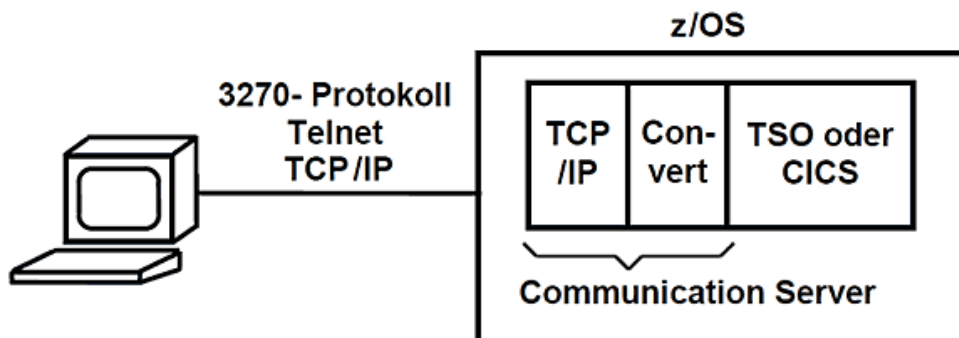 z/OS
3270- Protokoll
Telnet
TCP/IP
TCP
/IP
Con-
vert
TSO oder
CICS
Communication Server